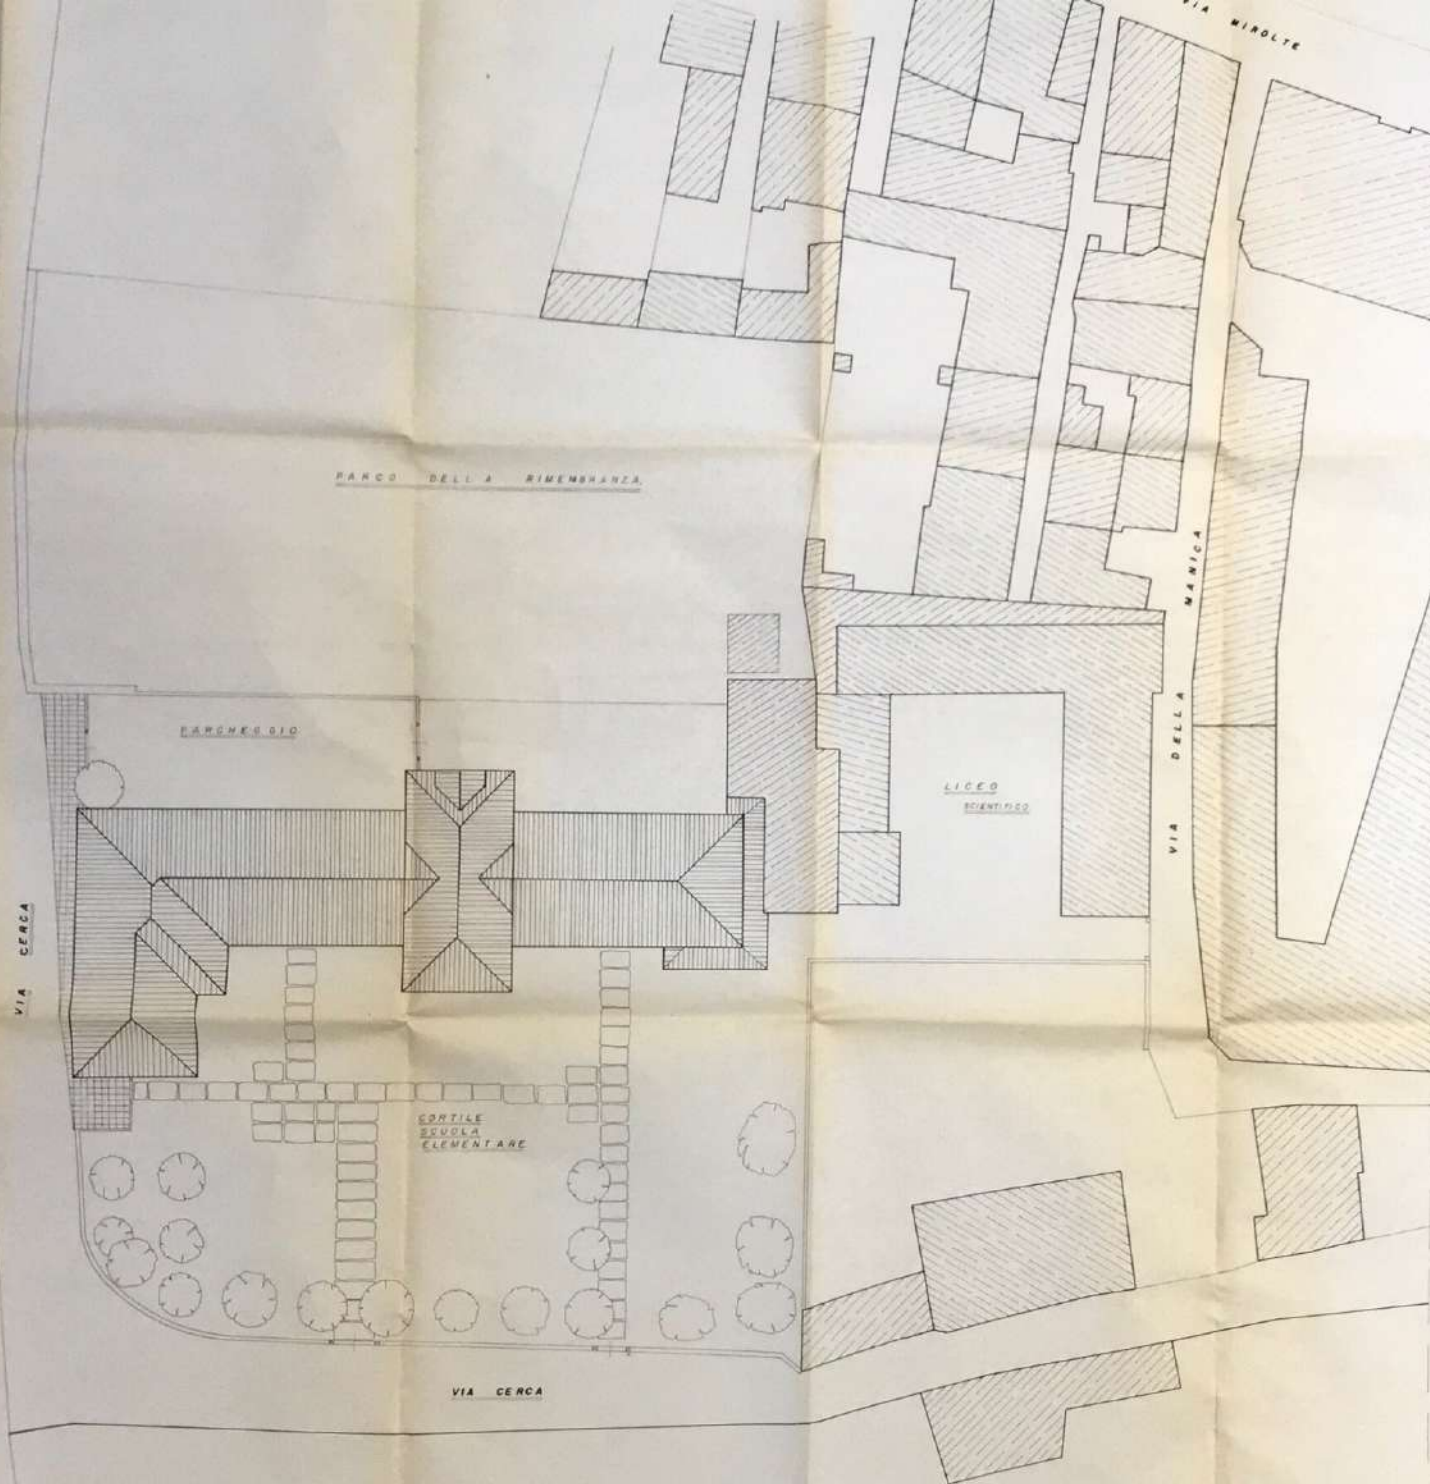 VIA MIROLTE
PARCO DELLA RIMEMBRANZA
VIA DELLA MANICA
PARCHEGGIO
LICEO
SCIENTIFICO
VIA CERCA
CORTILE
SCUOLA
ELEMENTARE
VIA CERCA